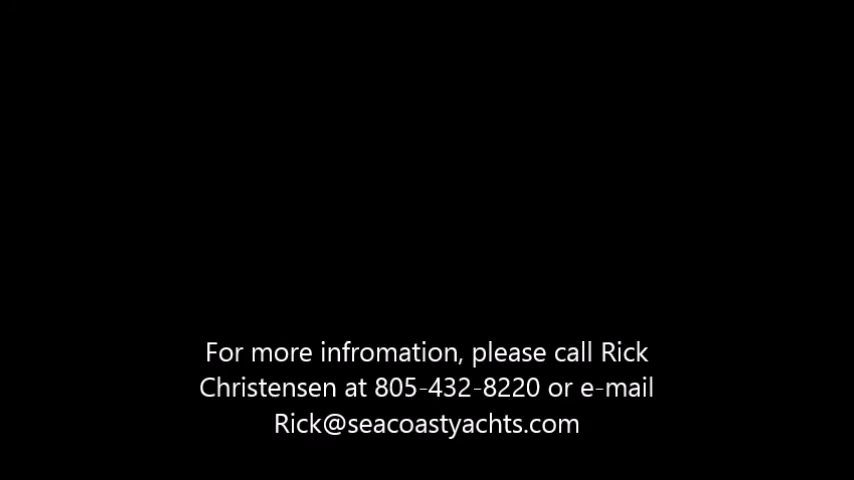 For more infromation, please call Rick
Christensen at 805-432-8220 or e-mail
Rick@seacoastyachts.com